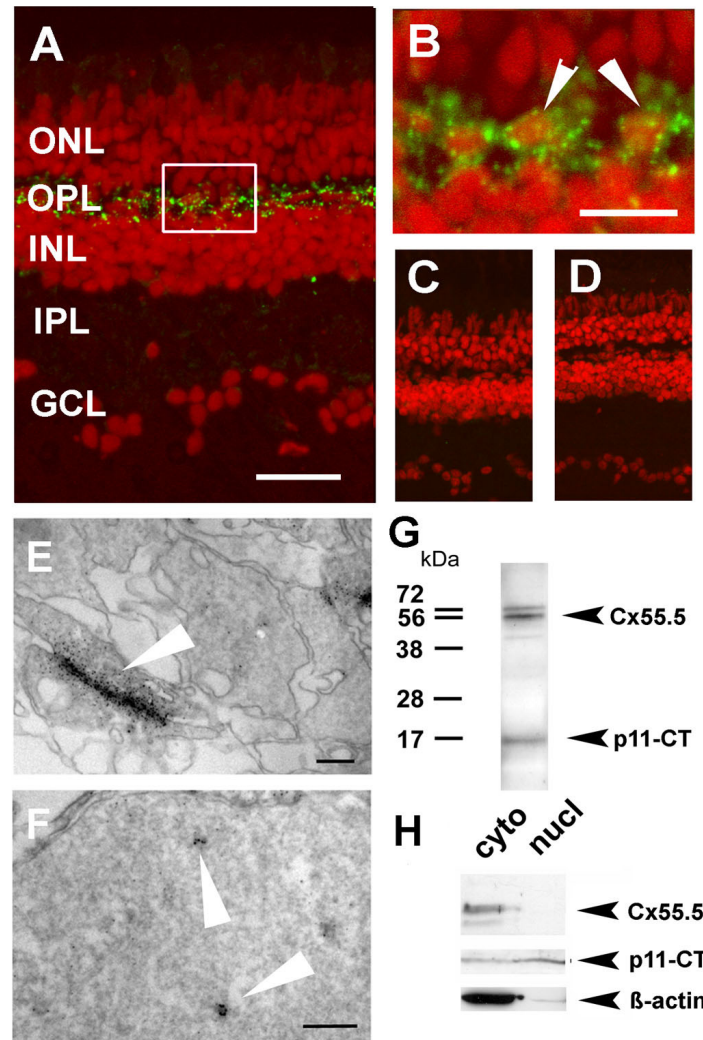 A
ONL
OPL
INL
IPL
GCL
B
C
D
E
F
G
kDa
72
56
38
28
17
Cx55.5
p11-CT
H
cyto nucl
Cx55.5
p11-CT
ß-actin